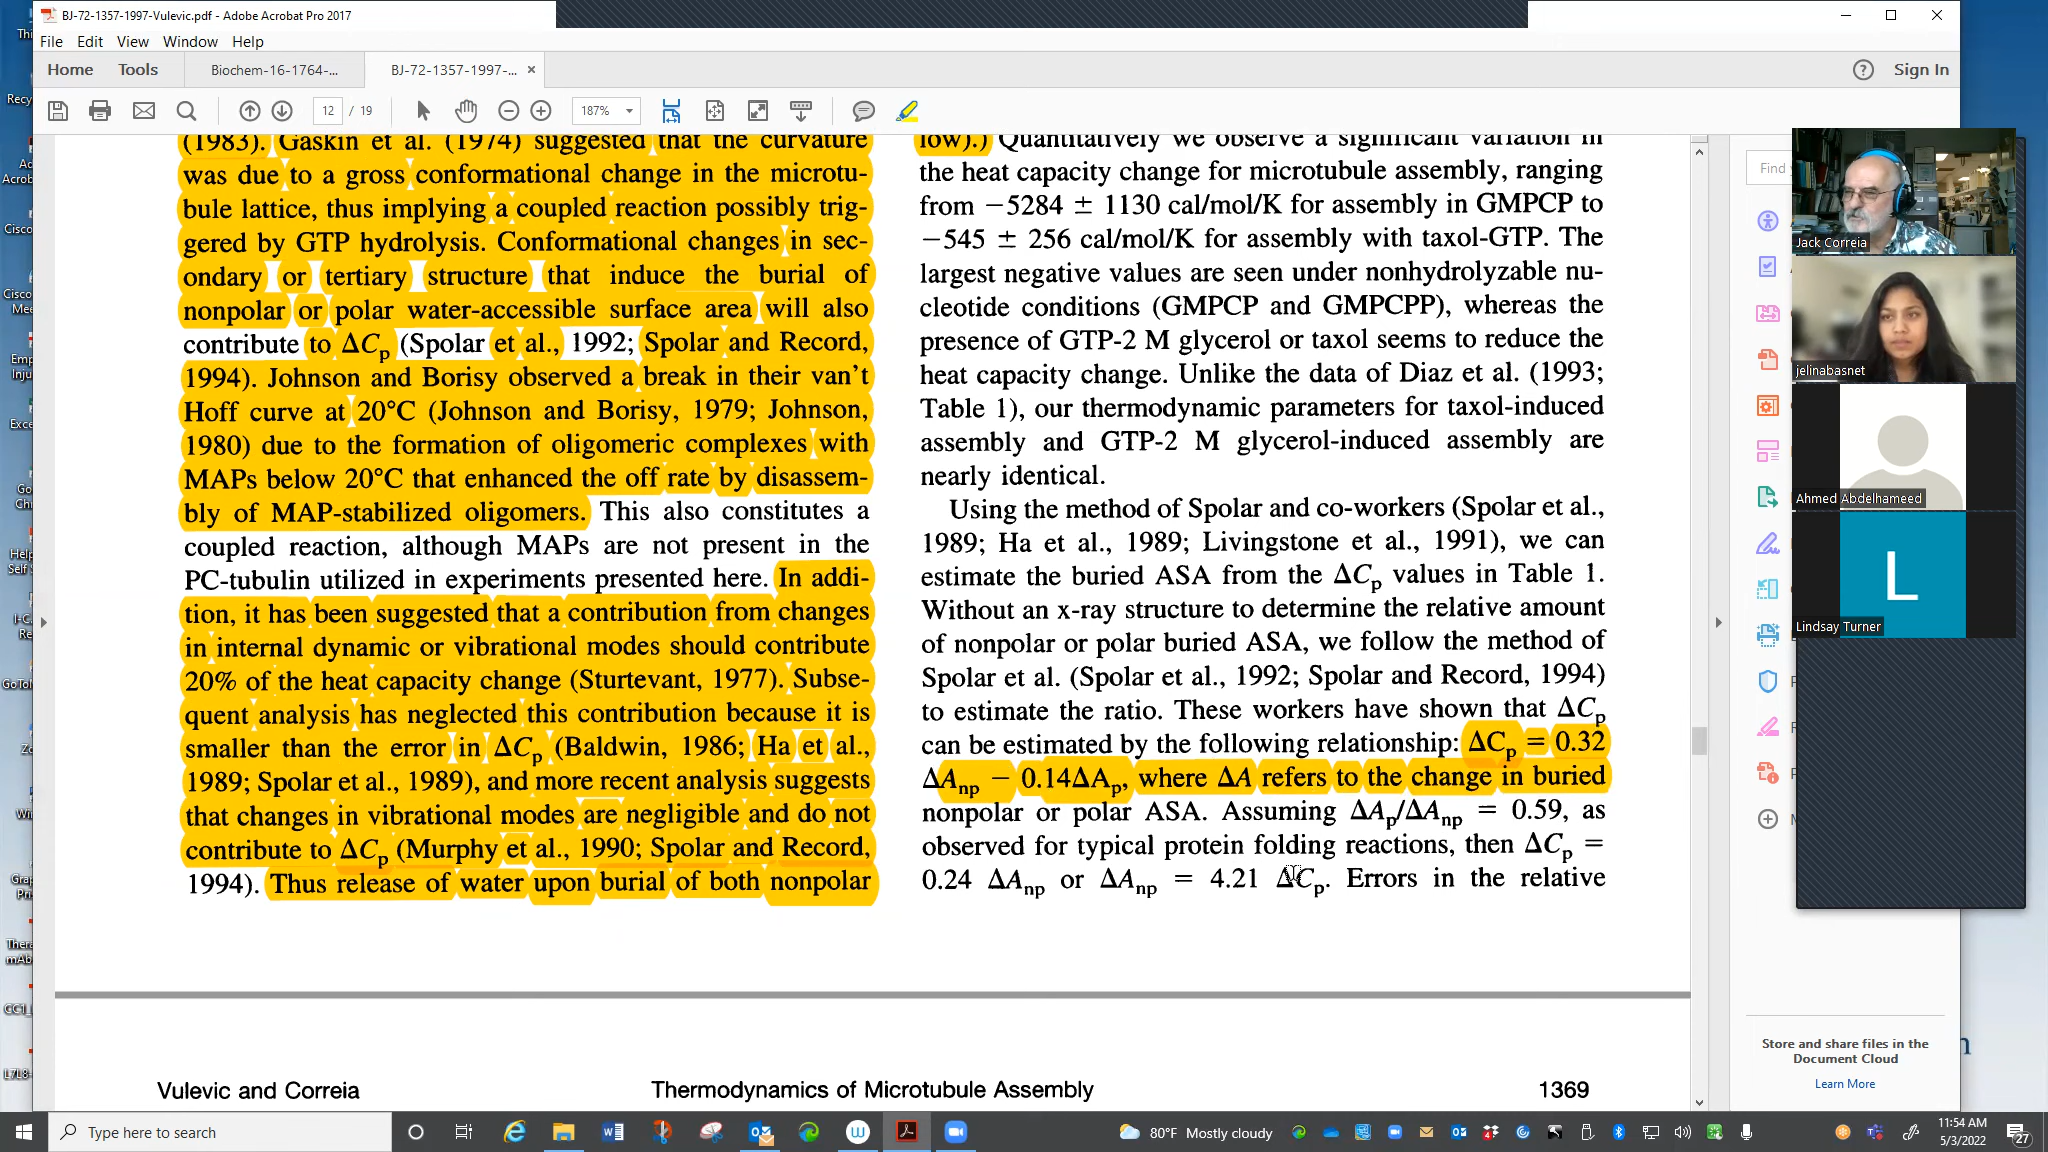 BJ-72-1357-1997-Vulevic.pdf - Adobe Acrobat Pro 2017
File Edit View Window Help
Home Tools Biochem-16-1764-... BJ-72-1357-1997-... × Sign In
12 / 19 187%
(1983). Gaskin et al. (1974) suggested that the curvature
was due to a gross conformational change in the microtu-
bule lattice, thus implying a coupled reaction possibly trig-
gered by GTP hydrolysis. Conformational changes in sec-
ondary or tertiary structure that induce the burial of
nonpolar or polar water-accessible surface area will also
contribute to ΔCp (Spolar et al., 1992; Spolar and Record,
1994). Johnson and Borisy observed a break in their van't
Hoff curve at 20°C (Johnson and Borisy, 1979; Johnson,
1980) due to the formation of oligomeric complexes with
MAPs below 20°C that enhanced the off rate by disassem-
bly of MAP-stabilized oligomers. This also constitutes a
coupled reaction, although MAPs are not present in the
PC-tubulin utilized in experiments presented here. In addi-
tion, it has been suggested that a contribution from changes
in internal dynamic or vibrational modes should contribute
20% of the heat capacity change (Sturtevant, 1977). Subse-
quent analysis has neglected this contribution because it is
smaller than the error in ΔCp (Baldwin, 1986; Ha et al.,
1989; Spolar et al., 1989), and more recent analysis suggests
that changes in vibrational modes are negligible and do not
contribute to ΔCp (Murphy et al., 1990; Spolar and Record,
1994). Thus release of water upon burial of both nonpolar
low).) Quantitatively we observe a significant variation in
the heat capacity change for microtubule assembly, ranging
from −5284 ± 1130 cal/mol/K for assembly in GMPCP to
−545 ± 256 cal/mol/K for assembly with taxol-GTP. The
largest negative values are seen under nonhydrolyzable nu-
cleotide conditions (GMPCP and GMPCPP), whereas the
presence of GTP-2 M glycerol or taxol seems to reduce the
heat capacity change. Unlike the data of Diaz et al. (1993;
Table 1), our thermodynamic parameters for taxol-induced
assembly and GTP-2 M glycerol-induced assembly are
nearly identical.
Using the method of Spolar and co-workers (Spolar et al.,
1989; Ha et al., 1989; Livingstone et al., 1991), we can
estimate the buried ASA from the ΔCp values in Table 1.
Without an x-ray structure to determine the relative amount
of nonpolar or polar buried ASA, we follow the method of
Spolar et al. (Spolar et al., 1992; Spolar and Record, 1994)
to estimate the ratio. These workers have shown that ΔCp
can be estimated by the following relationship: ΔCp = 0.32
ΔAnp − 0.14ΔAp, where ΔA refers to the change in buried
nonpolar or polar ASA. Assuming ΔAp/ΔAnp = 0.59, as
observed for typical protein folding reactions, then ΔCp =
0.24 ΔAnp or ΔAnp = 4.21 ΔCp. Errors in the relative
Vulevic and Correia Thermodynamics of Microtubule Assembly 1369
Find
Jack Correia
jelinabasnet
Ahmed Abdelhameed
L
Lindsay Turner
Store and share files in the
Document Cloud
Learn More
Type here to search
80°F Mostly cloudy
11:54 AM
5/3/2022
27